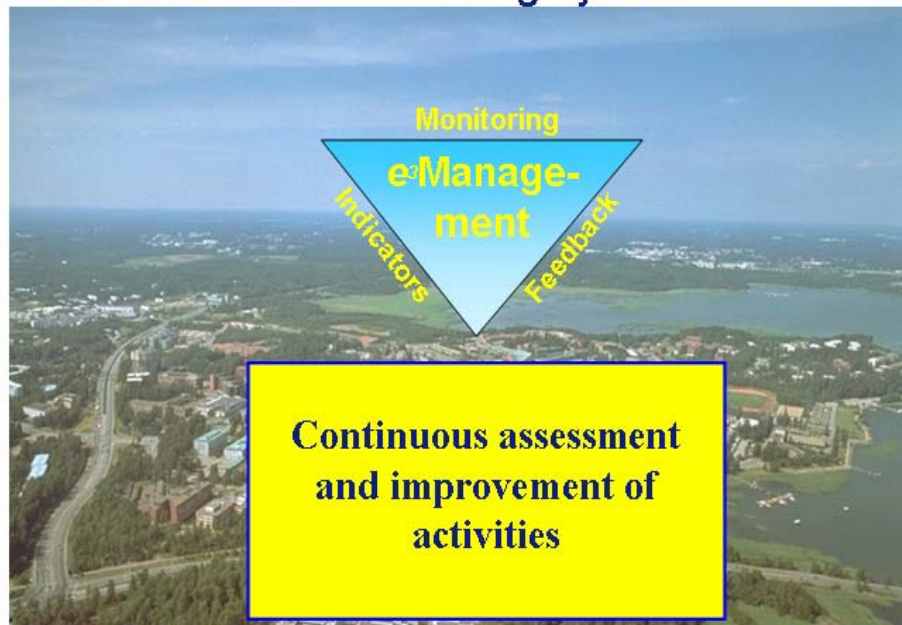 Monitoring
e³Manage-
ment
Indicators
Feedback
Continuous assessment
and improvement of
activities